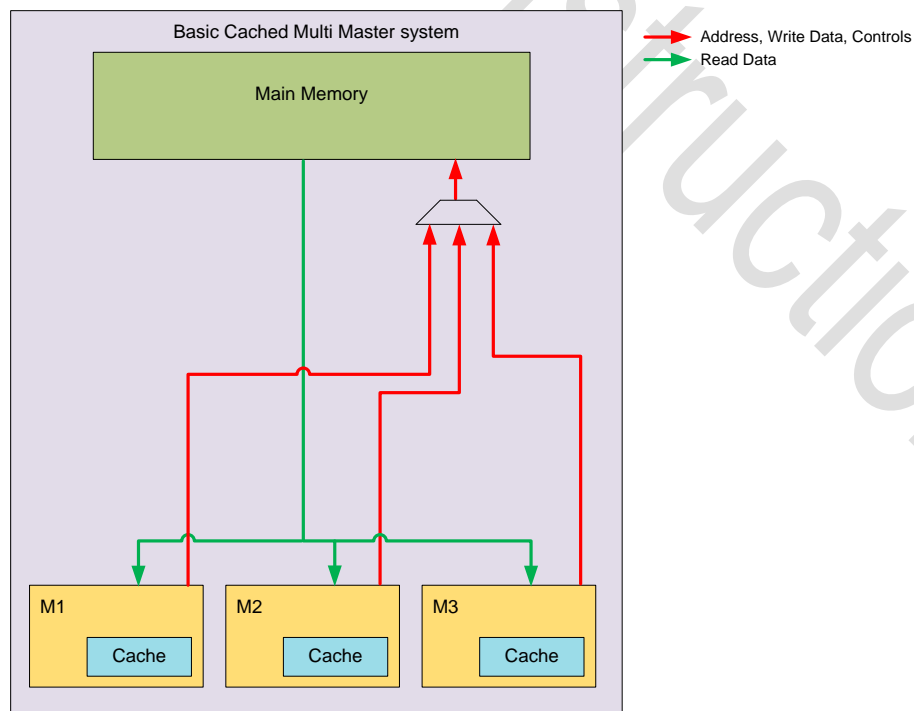 Basic Cached Multi Master system
Address, Write Data, Controls
Read Data
Main Memory
M1
M2
M3
Cache
Cache
Cache